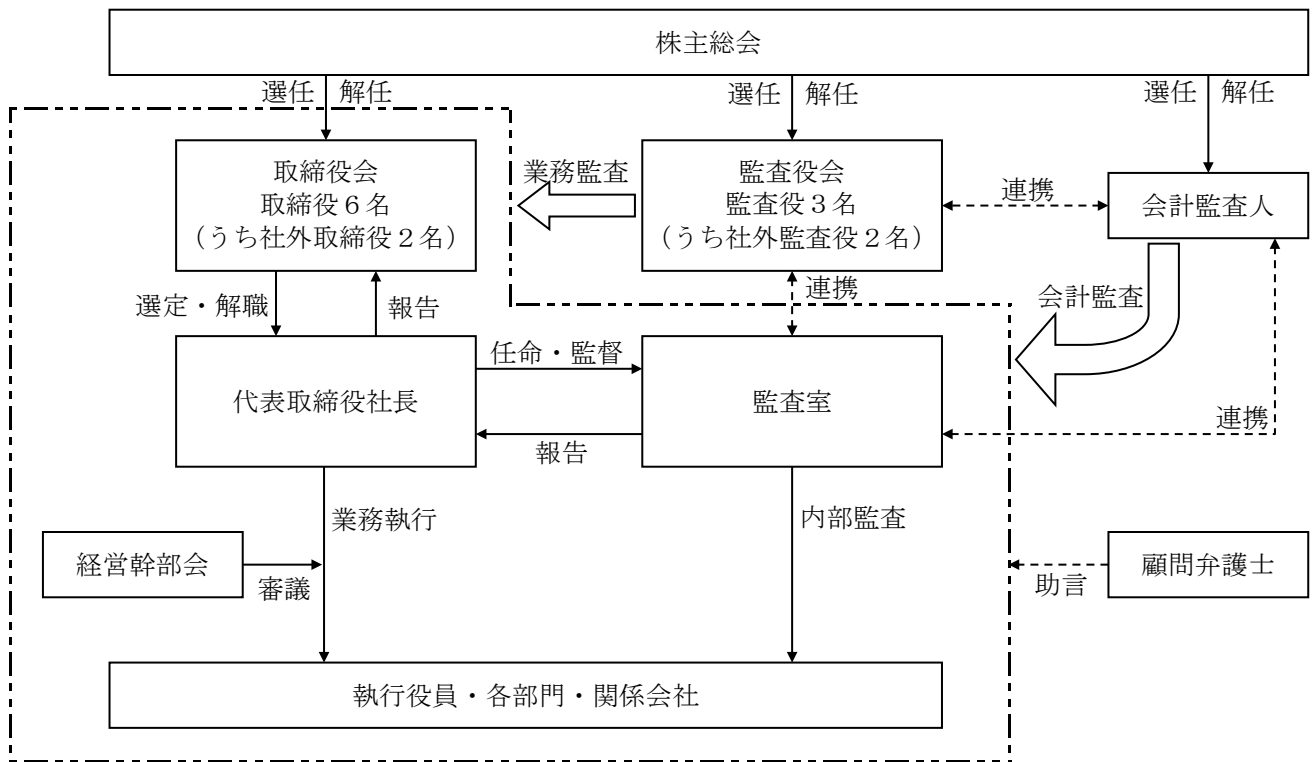 株主総会
選任 解任
選任 解任
選任 解任
取締役会
取締役6名
（うち社外取締役2名）
業務監査
監査役会
監査役3名
（うち社外監査役2名）
連携
会計監査人
選定・解職
報告
連携
会計監査
代表取締役社長
任命・監督
報告
監査室
連携
業務執行
内部監査
経営幹部会
審議
助言
顧問弁護士
執行役員・各部門・関係会社